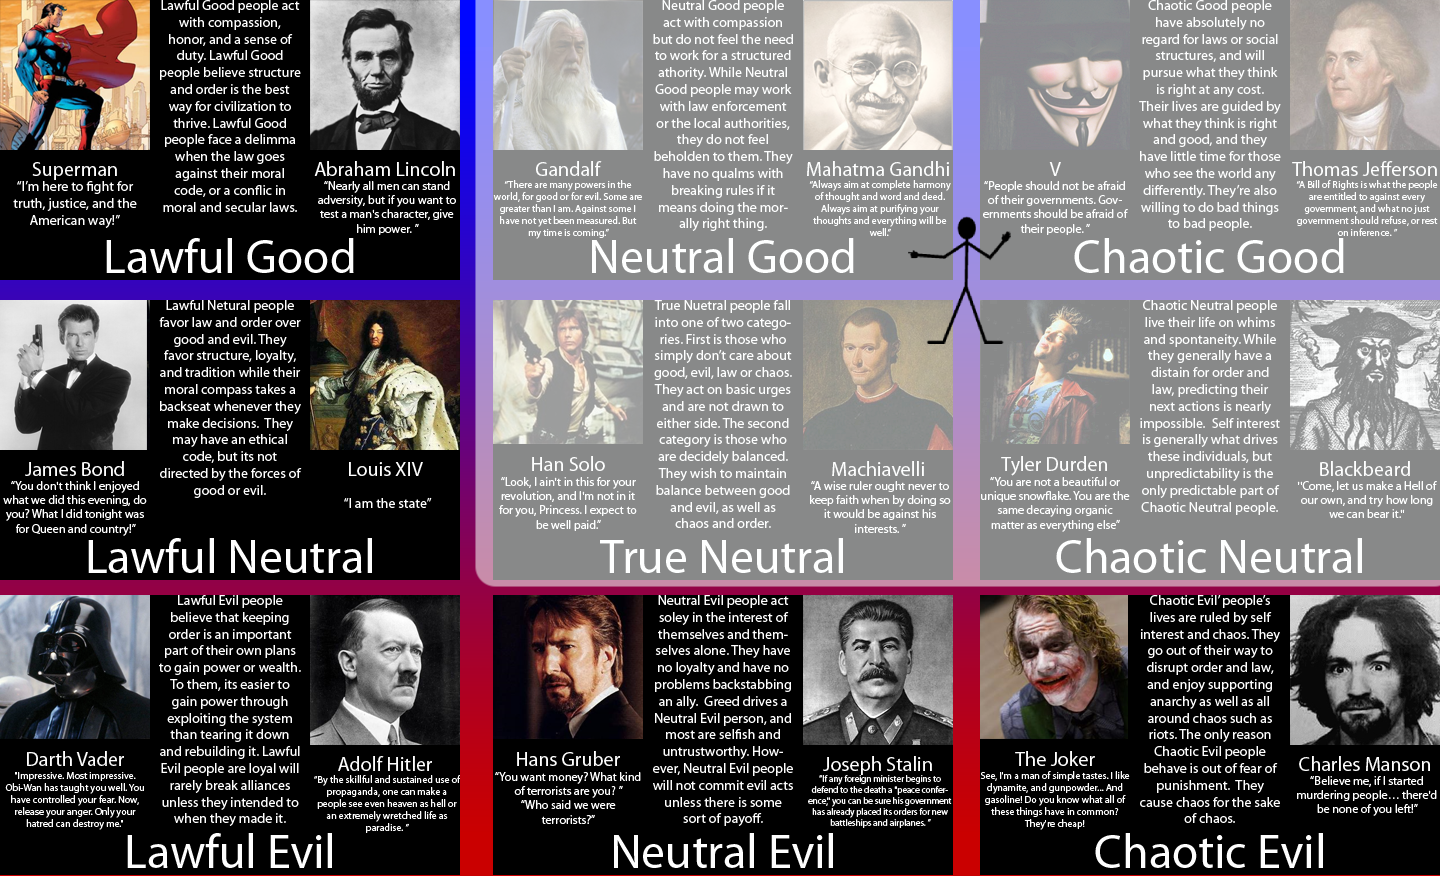 Lawful Good people act
with compassion,
honor, and a sense of
duty. Lawful Good
people believe structure
and order is the best
way for civilization to
thrive. Lawful Good
people face a delimma
when the law goes
against their moral
code, or a conflic in
moral and secular laws.
Superman
“I’m here to fight for
truth, justice, and the
American way!”
Abraham Lincoln
“Nearly all men can stand
adversity, but if you want to
test a man's character, give
him power. ”
Lawful Good
Neutral Good people
act with compassion
but do not feel the need
to work for a structured
athority. While Neutral
Good people may work
with law enforcement
or the local authorities,
they do not feel
beholden to them. They
have no qualms with
breaking rules if it
means doing the mor-
ally right thing.
Gandalf
“There are many powers in the
world, for good or for evil. Some are
greater than I am. Against some I
have not yet been measured. But
my time is coming.”
Mahatma Gandhi
“Always aim at complete harmony
of thought and word and deed.
Always aim at purifying your
thoughts and everything will be
well.”
Neutral Good
Chaotic Good people
have absolutely no
regard for laws or social
structures, and will
pursue what they think
is right at any cost.
Their lives are guided by
what they think is right
and good, and they
have little time for those
who see the world any
differently. They’re also
willing to do bad things
to bad people.
V
“People should not be afraid
of their governments. Gov-
ernments should be afraid of
their people. ”
Thomas Jefferson
“A Bill of Rights is what the people
are entitled to against every
government, and what no just
government should refuse, or rest
on inference. ”
Chaotic Good
Lawful Netural people
favor law and order over
good and evil. They
favor structure, loyalty,
and tradition while their
moral compass takes a
backseat whenever they
make decisions. They
may have an ethical
code, but its not
directed by the forces of
good or evil.
James Bond
“You don't think I enjoyed
what we did this evening, do
you? What I did tonight was
for Queen and country!”
Louis XIV
“I am the state”
Lawful Neutral
True Nuetral people fall
into one of two catego-
ries. First is those who
simply don’t care about
good, evil, law or chaos.
They act on basic urges
and are not drawn to
either side. The second
category is those who
are decidely balanced.
They wish to maintain
balance between good
and evil, as well as
chaos and order.
Han Solo
“Look, I ain't in this for your
revolution, and I'm not in it
for you, Princess. I expect to
be well paid.”
Machiavelli
“A wise ruler ought never to
keep faith when by doing so
it would be against his
interests. ”
True Neutral
Chaotic Neutral people
live their life on whims
and spontaneity. While
they generally have a
distain for order and
law, predicting their
next actions is nearly
impossible. Self interest
is generally what drives
these individuals, but
unpredictability is the
only predictable part of
Chaotic Neutral people.
Tyler Durden
“You are not a beautiful or
unique snowflake. You are the
same decaying organic
matter as everything else”
Blackbeard
"Come, let us make a Hell of
our own, and try how long
we can bear it."
Chaotic Neutral
Lawful Evil people
believe that keeping
order is an important
part of their own plans
to gain power or wealth.
To them, its easier to
gain power through
exploiting the system
than tearing it down
and rebuilding it. Lawful
Evil people are loyal will
rarely break alliances
unless they intended to
when they made it.
Darth Vader
"Impressive. Most impressive.
Obi-Wan has taught you well. You
have controlled your fear. Now,
release your anger. Only your
hatred can destroy me."
Adolf Hitler
“By the skillful and sustained use of
propaganda, one can make a
people see even heaven as hell or
an extremely wretched life as
paradise. ”
Lawful Evil
Neutral Evil people act
soley in the interest of
themselves and them-
selves alone. They have
no loyalty and have no
problems backstabbing
an ally. Greed drives a
Neutral Evil person, and
most are selfish and
untrustworthy. How-
ever, Neutral Evil people
will not commit evil acts
unless there is some
sort of payoff.
Hans Gruber
“You want money? What kind
of terrorists are you? ”
“Who said we were
terrorists?”
Joseph Stalin
“If any foreign minister begins to
defend to the death a "peace confer-
ence," you can be sure his government
has already placed its orders for new
battleships and airplanes. ”
Neutral Evil
Chaotic Evil’ people’s
lives are ruled by self
interest and chaos. They
go out of their way to
disrupt order and law,
and enjoy supporting
anarchy as well as all
around chaos such as
riots. The only reason
Chaotic Evil people
behave is out of fear of
punishment. They
cause chaos for the sake
of chaos.
The Joker
See, I'm a man of simple tastes. I like
dynamite, and gunpowder... And
gasoline! Do you know what all of
these things have in common?
They're cheap!
Charles Manson
“Believe me, if I started
murdering people… there'd
be none of you left!”
Chaotic Evil